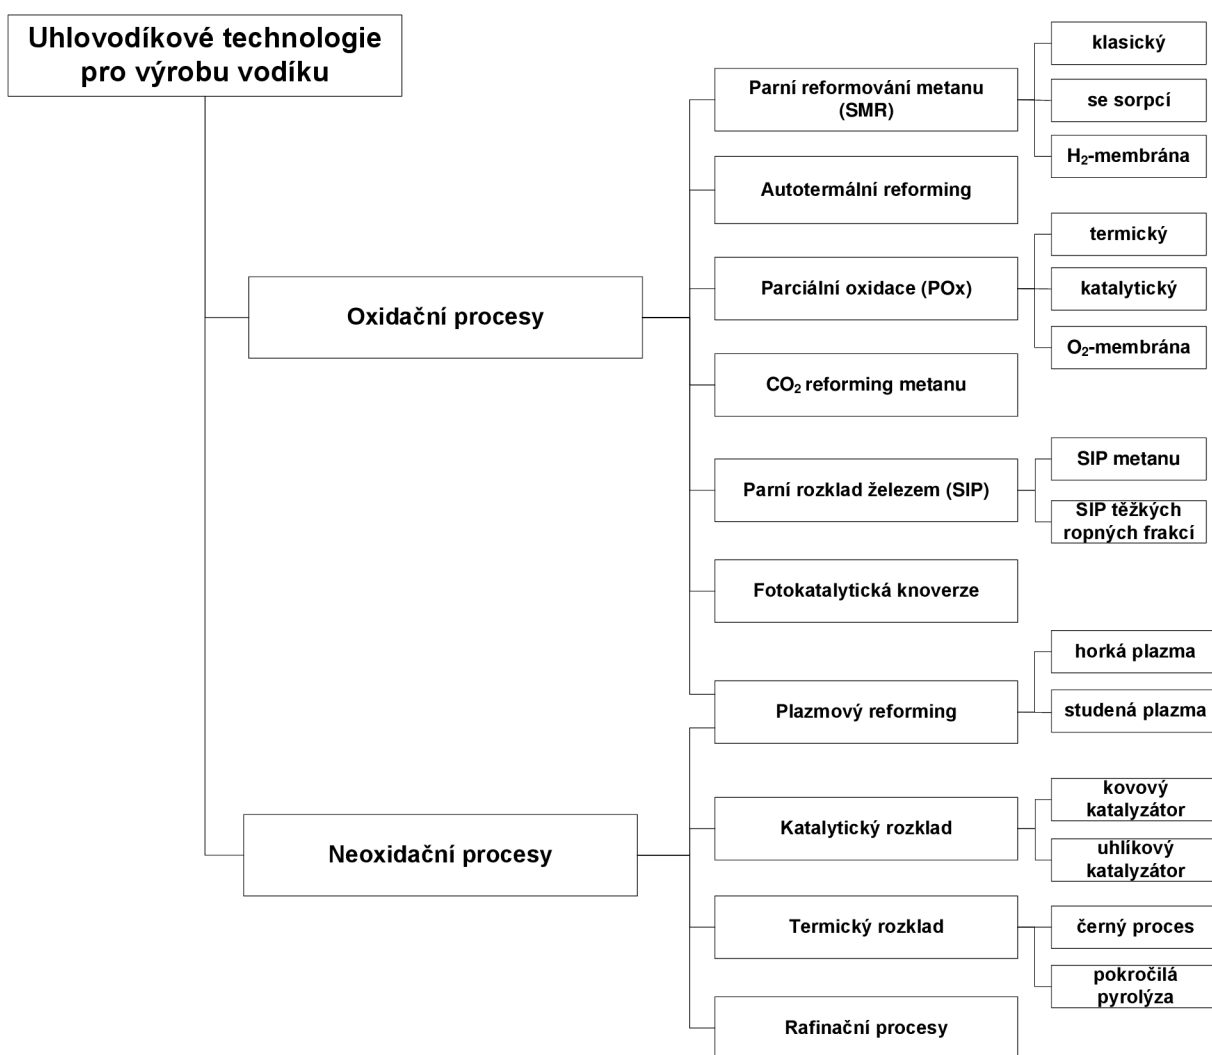 Uhlovodíkové technologie
pro výrobu vodíku
Oxidační procesy
Parní reformování metanu
(SMR)
klasický
se sorpcí
H₂-membrána
Autotermální reforming
Parciální oxidace (POx)
termický
katalytický
O₂-membrána
CO₂ reforming metanu
Parní rozklad železem (SIP)
SIP metanu
SIP těžkých
ropných frakcí
Fotokatalytická knoverze
Plazmový reforming
horká plazma
studená plazma
Neoxidační procesy
Katalytický rozklad
kovový
katalyzátor
uhlíkový
katalyzátor
Termický rozklad
černý proces
pokročilá
pyrolýza
Rafinační procesy